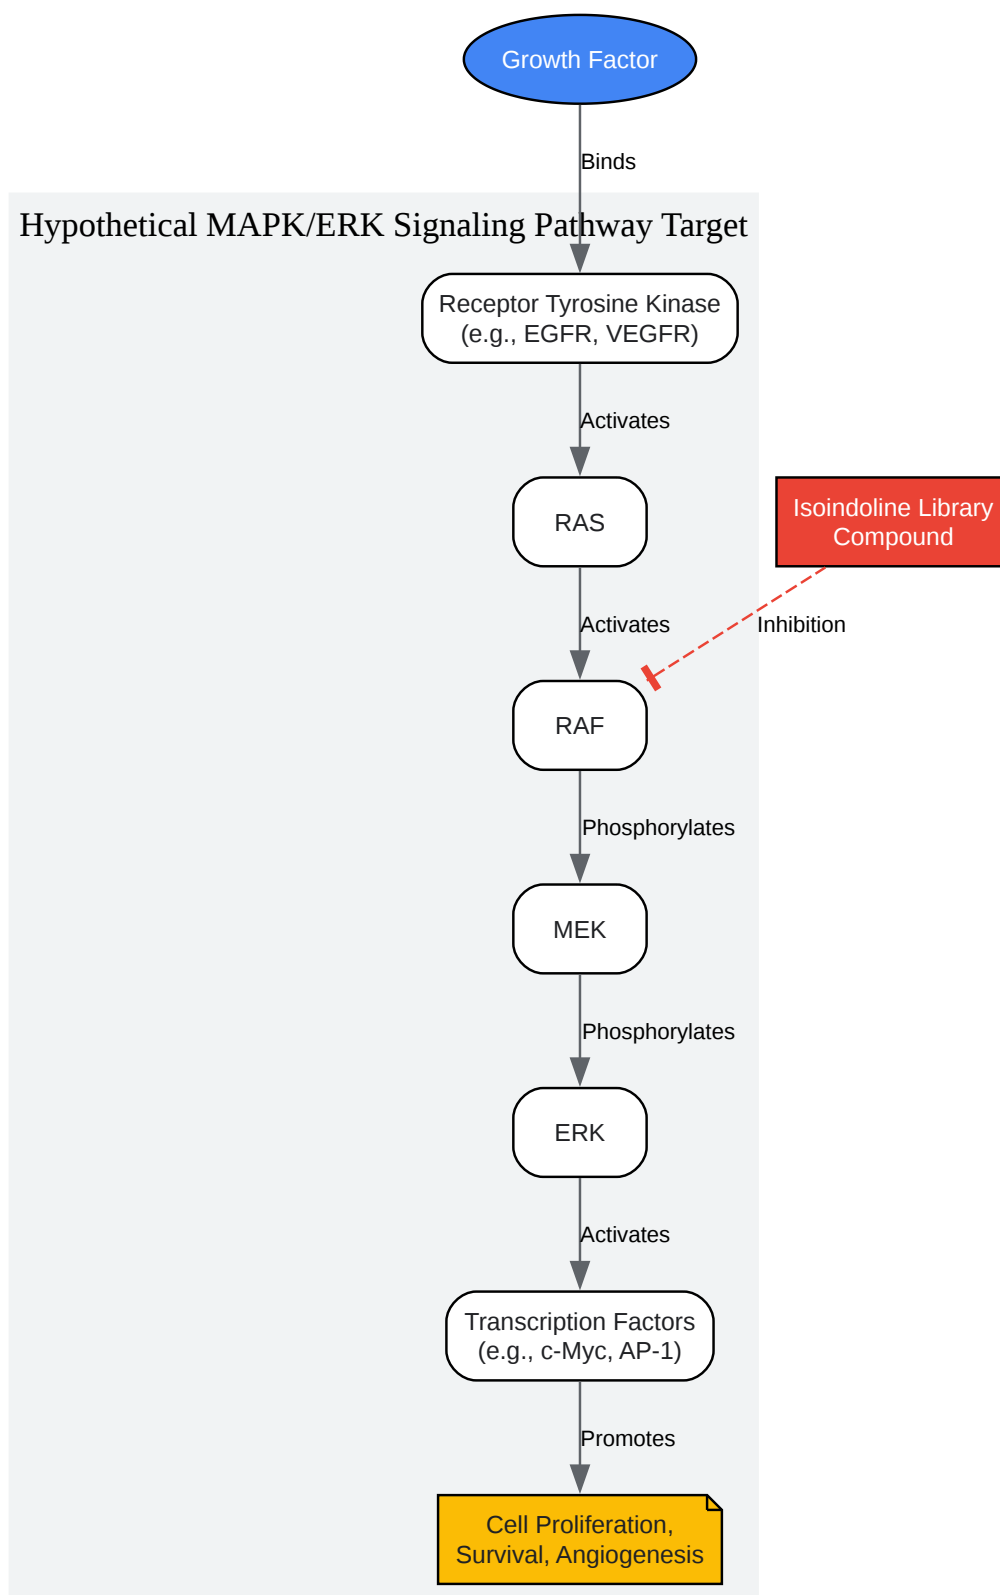 Growth Factor
Binds
Hypothetical MAPK/ERK Signaling Pathway Target
Receptor Tyrosine Kinase
(e.g., EGFR, VEGFR)
Activates
RAS
Isoindoline Library
Compound
Activates
Inhibition
RAF
Phosphorylates
MEK
Phosphorylates
ERK
Activates
Transcription Factors
(e.g., c-Myc, AP-1)
Promotes
Cell Proliferation,
Survival, Angiogenesis